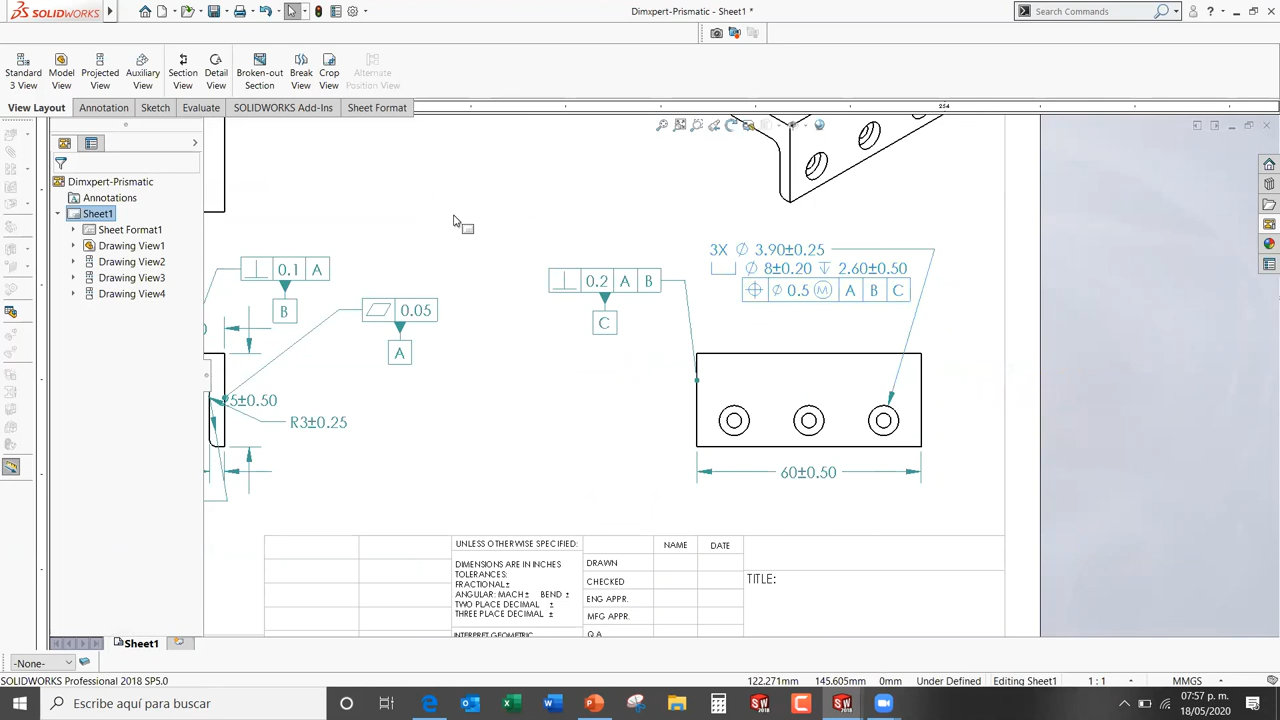 SOLIDWORKS
Dimxpert-Prismatic - Sheet1 *
Search Commands
?
Standard 3 View
Model View
Projected View
Auxiliary View
Section View
Detail View
Broken-out Section
Break View
Crop View
Alternate Position View
View Layout
Annotation
Sketch
Evaluate
SOLIDWORKS Add-Ins
Sheet Format
254
Dimxpert-Prismatic
Annotations
Sheet1
Sheet Format1
Drawing View1
Drawing View2
Drawing View3
Drawing View4
⊥ 0.1 A
B
▱ 0.05
A
5±0.50
R3±0.25
⊥ 0.2 A B
C
3X ∅ 3.90±0.25
⌴ ∅ 8±0.20 ↧ 2.60±0.50
⌖ ∅ 0.5 Ⓜ A B C
60±0.50
UNLESS OTHERWISE SPECIFIED:
DIMENSIONS ARE IN INCHES
TOLERANCES:
FRACTIONAL±
ANGULAR: MACH± BEND ±
TWO PLACE DECIMAL ±
THREE PLACE DECIMAL ±
INTERPRET GEOMETRIC
NAME DATE
DRAWN
CHECKED
ENG APPR.
MFG APPR.
Q.A.
TITLE:
Sheet1
-None-
SOLIDWORKS Professional 2018 SP5.0
122.271mm 145.605mm 0mm Under Defined Editing Sheet1 1 : 1 MMGS
Escribe aquí para buscar
SW 2018
SW 2018
07:57 p. m.
18/05/2020